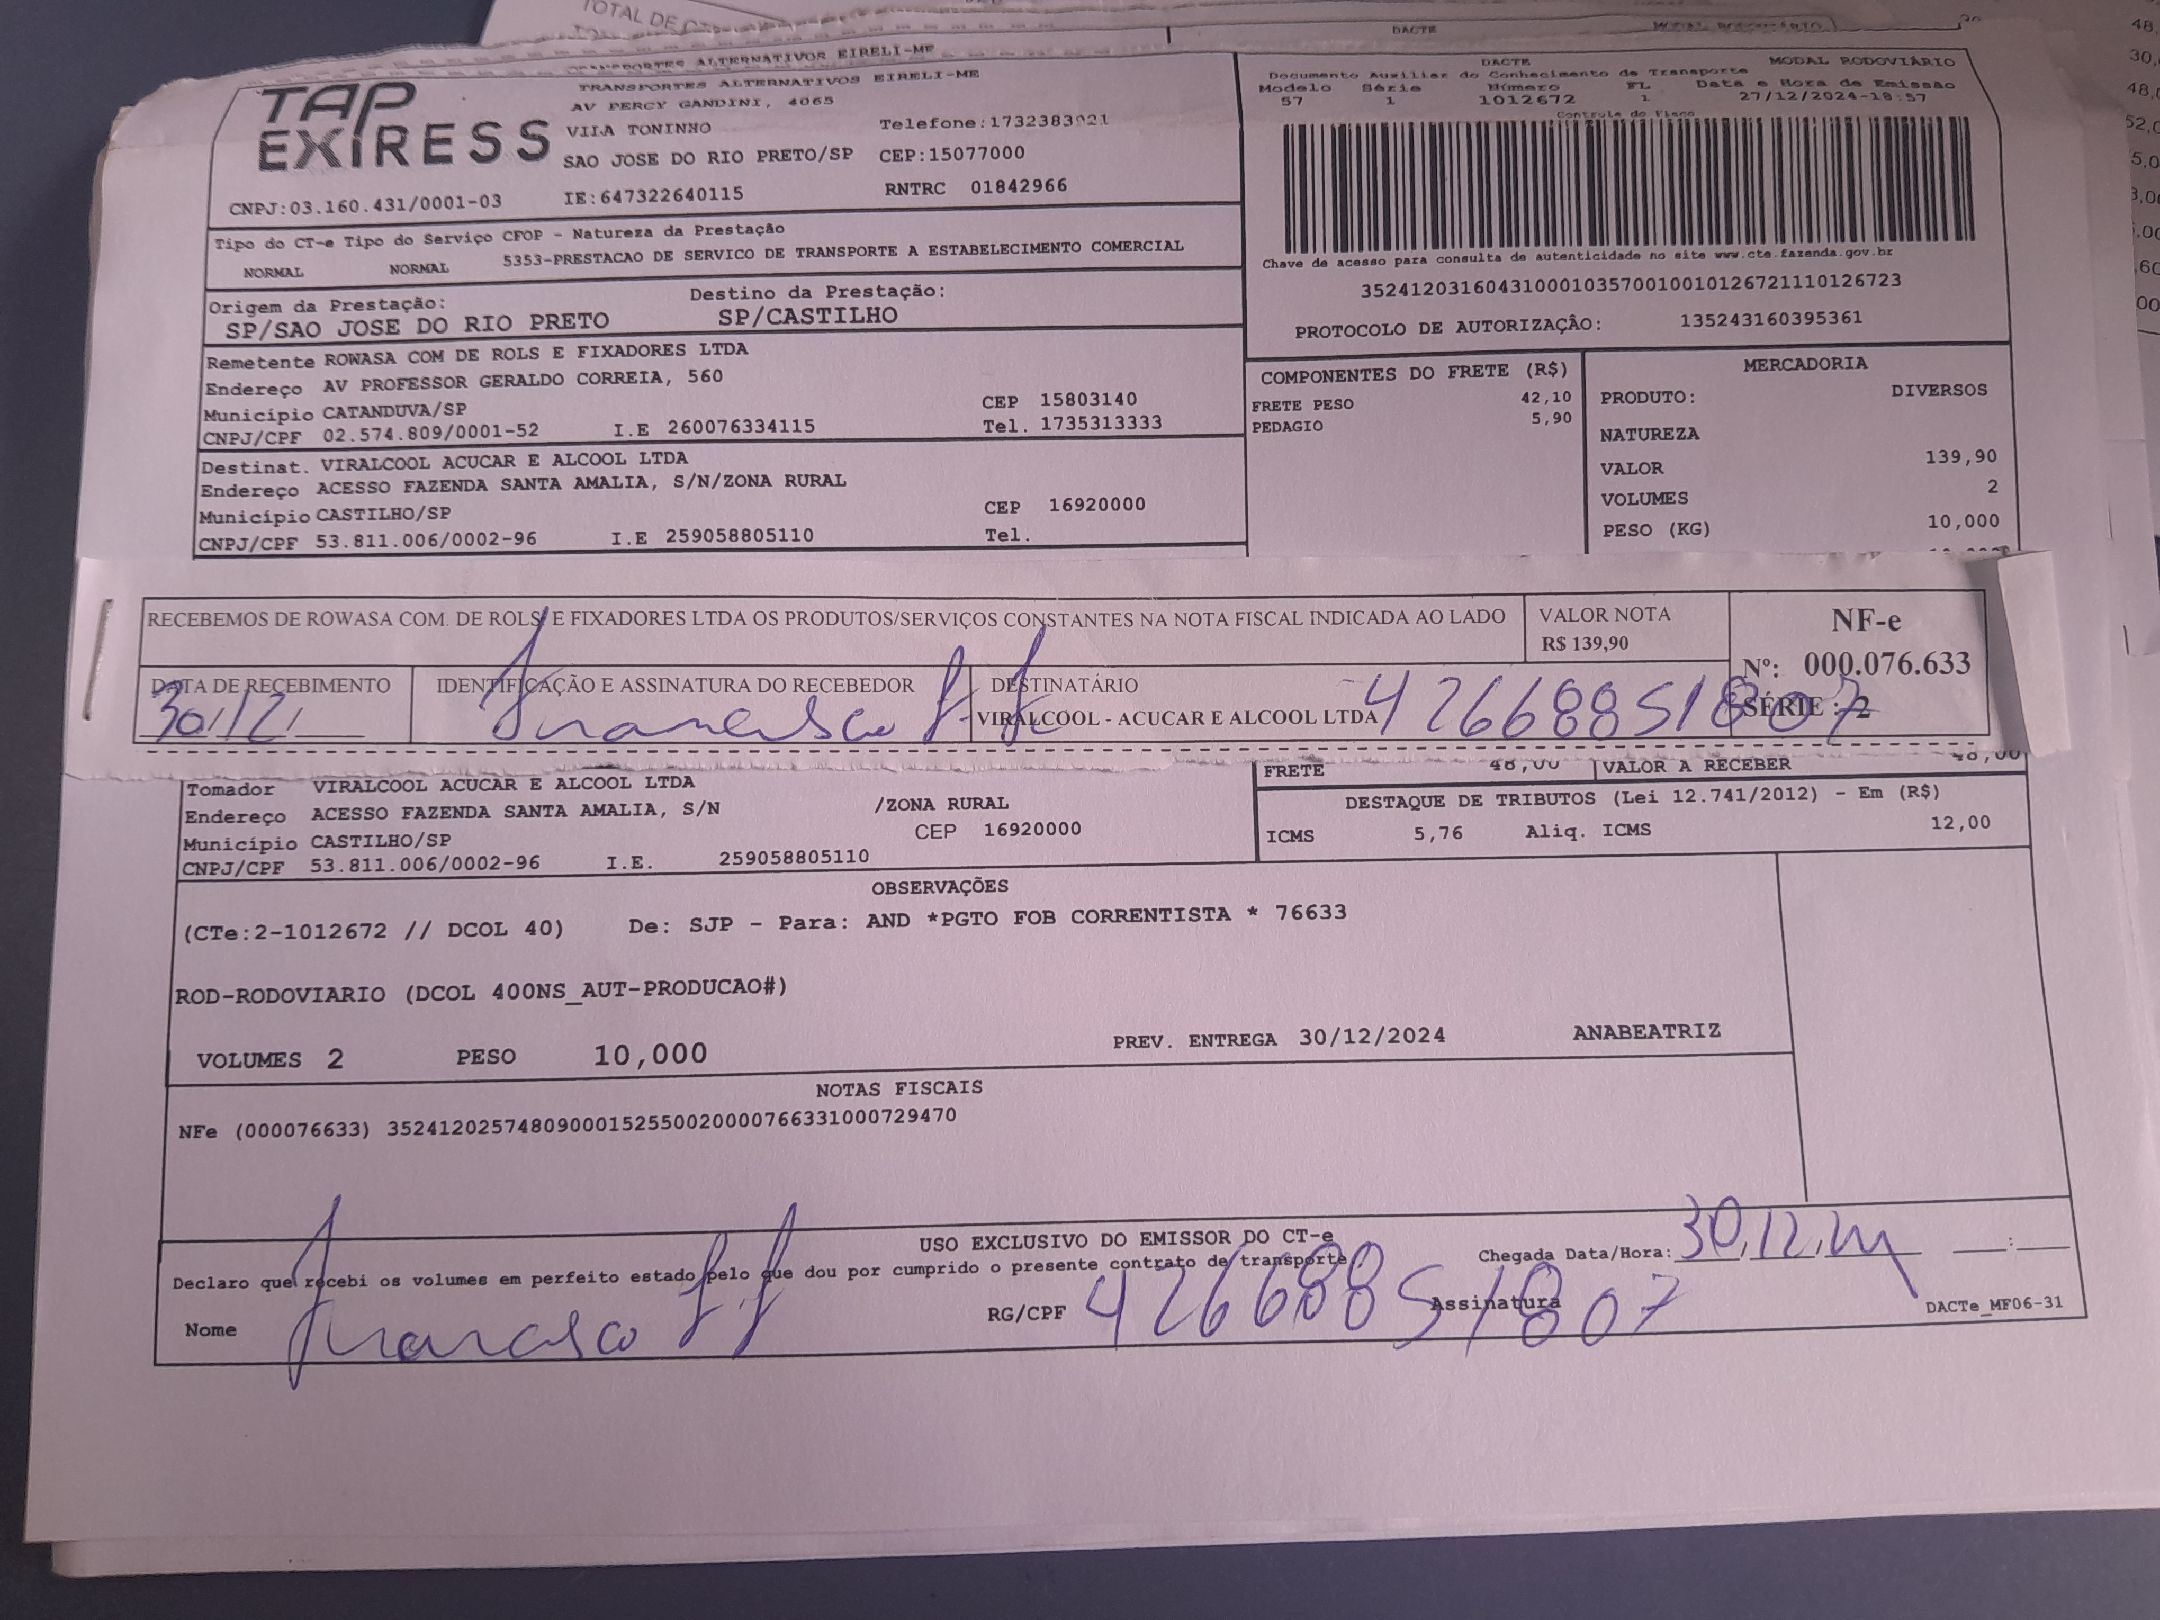 TOTAL DE CT
DACTE
TRANSPORTES ALTERNATIVOS EIRELI-ME
TAP EXPRESS
TRANSPORTES ALTERNATIVOS EIRELI-ME
AV PERCY GANDINI, 4065
VILA TONINHO Telefone:1732383021
SAO JOSE DO RIO PRETO/SP CEP:15077000
CNPJ:03.160.431/0001-03 IE:647322640115 RNTRC 01842966
DACTE MODAL RODOVIÁRIO
Documento Auxiliar do Conhecimento de Transporte
Modelo Série Número FL Data e Hora de Emissão
57 1 1012672 1 27/12/2024-18:57
Controle do Fisco
Chave de acesso para consulta de autenticidade no site www.cte.fazenda.gov.br
35241203160431000103570010010126721110126723
PROTOCOLO DE AUTORIZAÇÂO: 135243160395361
Tipo do CT-e Tipo do Serviço CFOP - Natureza da Prestação
NORMAL NORMAL 5353-PRESTACAO DE SERVICO DE TRANSPORTE A ESTABELECIMENTO COMERCIAL
Origem da Prestação: Destino da Prestação:
SP/SAO JOSE DO RIO PRETO SP/CASTILHO
Remetente ROWASA COM DE ROLS E FIXADORES LTDA
Endereço AV PROFESSOR GERALDO CORREIA, 560
Município CATANDUVA/SP CEP 15803140
CNPJ/CPF 02.574.809/0001-52 I.E 260076334115 Tel. 1735313333
Destinat. VIRALCOOL ACUCAR E ALCOOL LTDA
Endereço ACESSO FAZENDA SANTA AMALIA, S/N/ZONA RURAL
Município CASTILHO/SP CEP 16920000
CNPJ/CPF 53.811.006/0002-96 I.E 259058805110 Tel.
COMPONENTES DO FRETE (R$)
FRETE PESO 42,10
PEDAGIO 5,90
MERCADORIA
PRODUTO: DIVERSOS
NATUREZA
VALOR 139,90
VOLUMES 2
PESO (KG) 10,000
RECEBEMOS DE ROWASA COM. DE ROLS E FIXADORES LTDA OS PRODUTOS/SERVIÇOS CONSTANTES NA NOTA FISCAL INDICADA AO LADO
VALOR NOTA
R$ 139,90
NF-e
Nº: 000.076.633
SÉRIE : 2
DATA DE RECEBIMENTO
30/12/
IDENTIFICAÇÃO E ASSINATURA DO RECEBEDOR
Francisco
DESTINATÁRIO
VIRALCOOL - ACUCAR E ALCOOL LTDA
42668851807
FRETE 48,00 VALOR A RECEBER 48,00
Tomador VIRALCOOL ACUCAR E ALCOOL LTDA
Endereço ACESSO FAZENDA SANTA AMALIA, S/N /ZONA RURAL
Município CASTILHO/SP CEP 16920000
CNPJ/CPF 53.811.006/0002-96 I.E. 259058805110
DESTAQUE DE TRIBUTOS (Lei 12.741/2012) - Em (R$)
ICMS 5,76 Aliq. ICMS 12,00
OBSERVAÇÕES
(CTe:2-1012672 // DCOL 40) De: SJP - Para: AND *PGTO FOB CORRENTISTA * 76633
ROD-RODOVIARIO (DCOL 400NS_AUT-PRODUCAO#)
VOLUMES 2 PESO 10,000 PREV. ENTREGA 30/12/2024 ANABEATRIZ
NOTAS FISCAIS
NFe (000076633) 35241202574809000152550020000766331000729470
USO EXCLUSIVO DO EMISSOR DO CT-e
Declaro que recebi os volumes em perfeito estado pelo que dou por cumprido o presente contrato de transporte
Chegada Data/Hora: 30/12/24 :
Nome Francisco RG/CPF 42668851807 Assinatura
DACTe_MF06-31